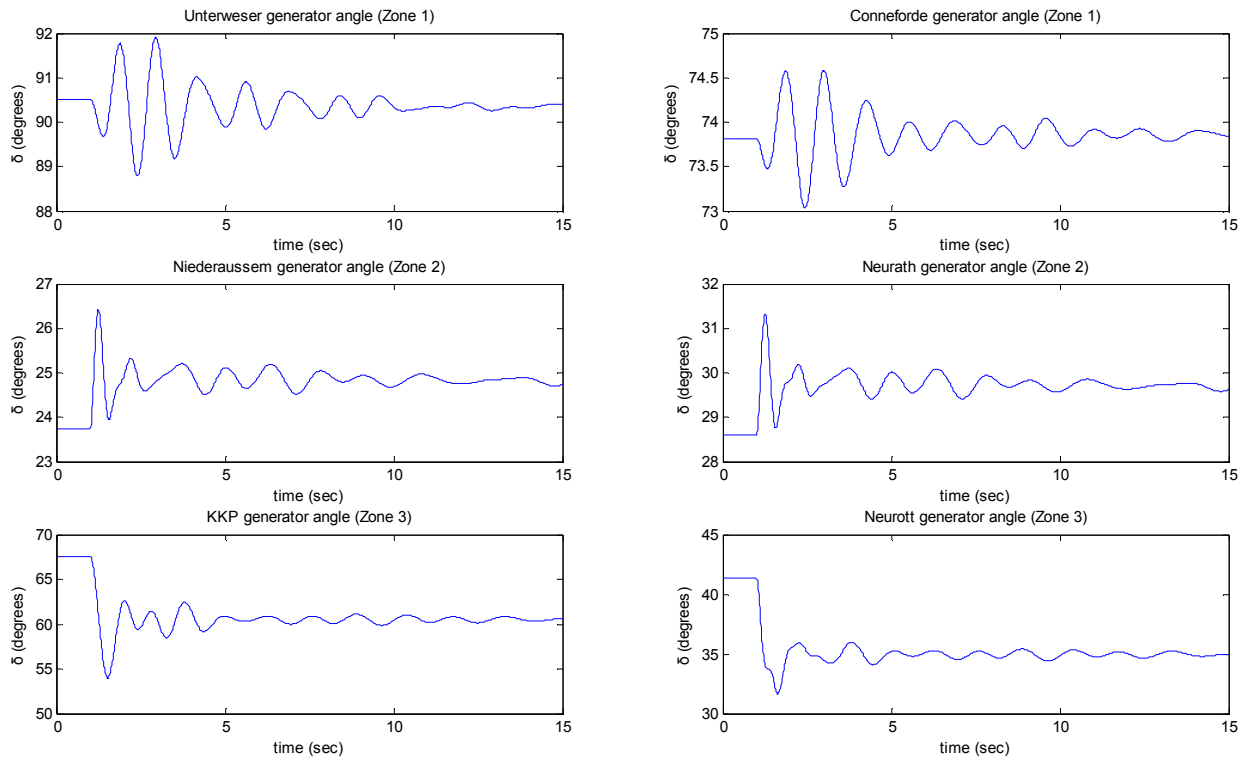 Unterweser generator angle (Zone 1)
92
91
90
89
88
δ (degrees)
0
5
10
15
time (sec)
Conneforde generator angle (Zone 1)
75
74.5
74
73.5
73
δ (degrees)
0
5
10
15
time (sec)
Niederaussem generator angle (Zone 2)
27
26
25
24
23
δ (degrees)
0
5
10
15
time (sec)
Neurath generator angle (Zone 2)
32
31
30
29
28
δ (degrees)
0
5
10
15
time (sec)
KKP generator angle (Zone 3)
70
65
60
55
50
δ (degrees)
0
5
10
15
time (sec)
Neurott generator angle (Zone 3)
45
40
35
30
δ (degrees)
0
5
10
15
time (sec)